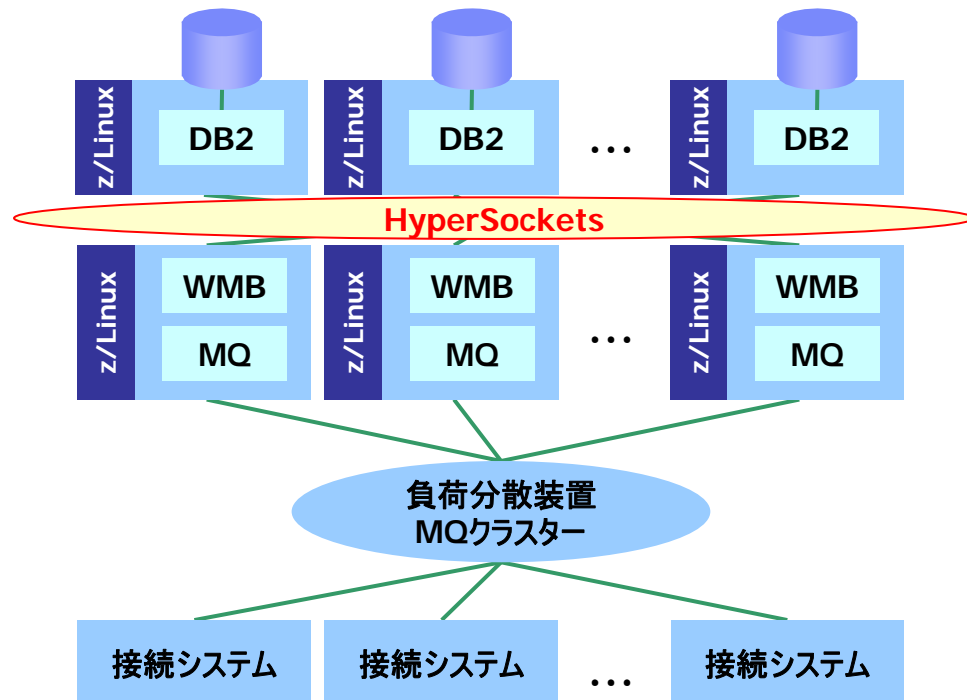 z/Linux
DB2
z/Linux
DB2
...
z/Linux
DB2
HyperSockets
z/Linux
WMB
MQ
z/Linux
WMB
MQ
...
z/Linux
WMB
MQ
負荷分散装置
MQクラスター
接続システム
接続システム
...
接続システム